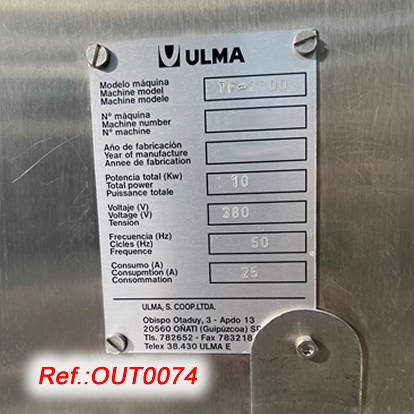 ULMA
Modelo máquina
Machine model
Machine modele
N° máquina
Machine number
N° machine
Año de fabricación
Year of manufacture
Annee de fabrication
Potencia total (Kw)
Total power
Puissance totale
10
Voltaje (V)
Voltage (V)
Tension
380
Frecuencia (Hz)
Cicles (Hz)
Frequence
50
Consumo (A)
Consupmtion (A)
Consommation
25
ULMA, S. COOP.LTDA.
Obispo Otaduy, 3 - Apdo 13
20560 OÑATI (Guipúzcoa)
Tls. 782652 - Fax 783218
Telex 38.430 ULMA E
Ref.:OUT0074